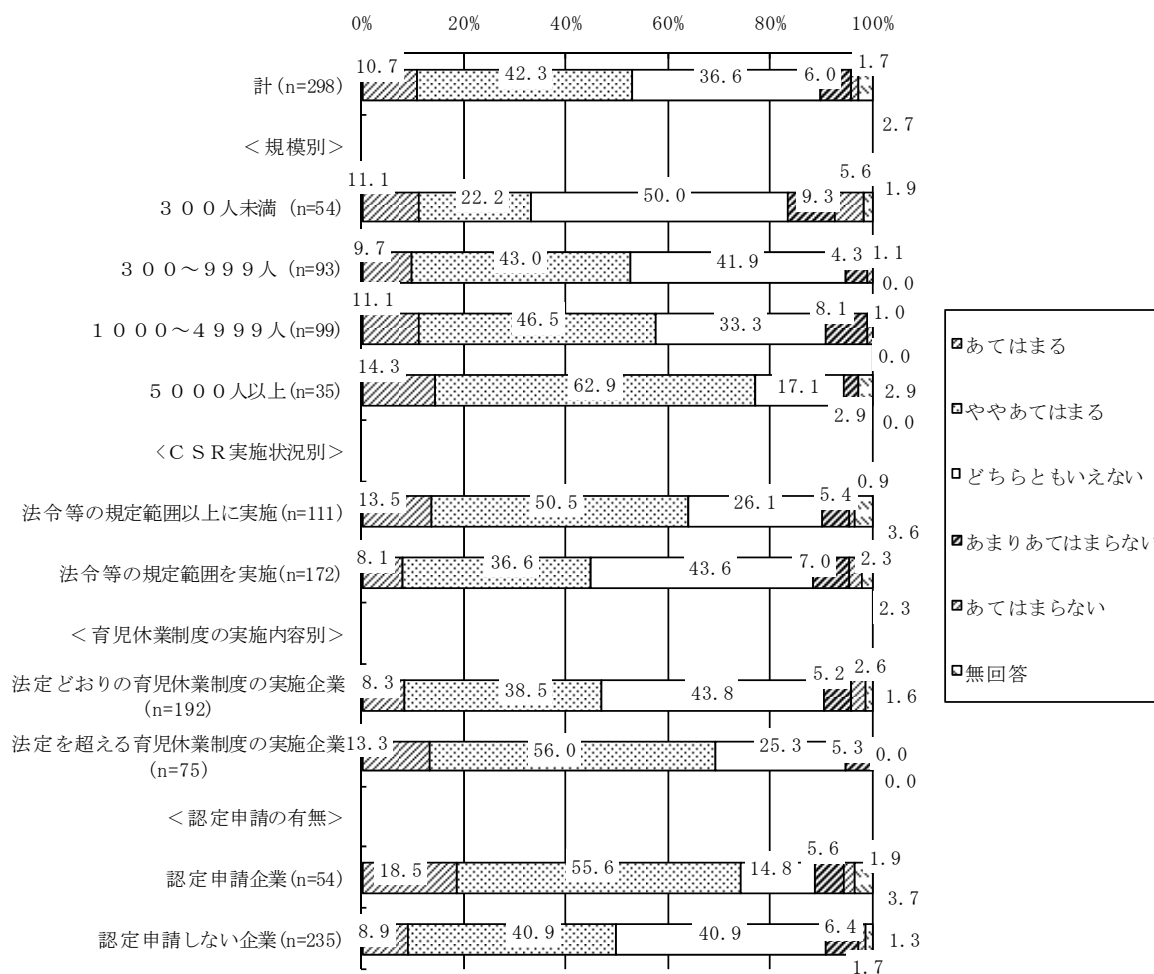 0% 20% 40% 60% 80% 100%
計(n=298) 10.7 42.3 36.6 6.0 1.7 2.7
＜規模別＞
３００人未満 (n=54) 11.1 22.2 50.0 9.3 5.6 1.9
３００～９９９人 (n=93) 9.7 43.0 41.9 4.3 1.1 0.0
１０００～４９９９人(n=99) 11.1 46.5 33.3 8.1 1.0 0.0
５０００人以上(n=35) 14.3 62.9 17.1 2.9 2.9 0.0
＜ＣＳＲ実施状況別＞
法令等の規定範囲以上に実施(n=111) 13.5 50.5 26.1 5.4 0.9 3.6
法令等の規定範囲を実施(n=172) 8.1 36.6 43.6 7.0 2.3 2.3
＜育児休業制度の実施内容別＞
法定どおりの育児休業制度の実施企業 8.3 38.5 43.8 5.2 2.6 1.6
(n=192)
法定を超える育児休業制度の実施企業 13.3 56.0 25.3 5.3 0.0 0.0
(n=75)
＜認定申請の有無＞
認定申請企業(n=54) 18.5 55.6 14.8 5.6 1.9 3.7
認定申請しない企業(n=235) 8.9 40.9 40.9 6.4 1.3 1.7
あてはまる
ややあてはまる
どちらともいえない
あまりあてはまらない
あてはまらない
無回答